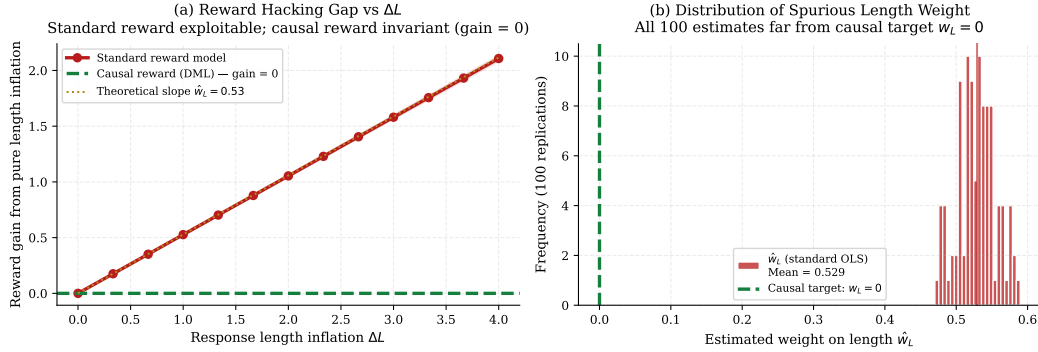 (a) Reward Hacking Gap vs ΔL
Standard reward exploitable; causal reward invariant (gain = 0)
Reward gain from pure length inflation
2.0
1.5
1.0
0.5
0.0
Standard reward model
Causal reward (DML) — gain = 0
Theoretical slope ŵ_L = 0.53
0.0 0.5 1.0 1.5 2.0 2.5 3.0 3.5 4.0
Response length inflation ΔL
(b) Distribution of Spurious Length Weight
All 100 estimates far from causal target w_L = 0
Frequency (100 replications)
10
8
6
4
2
0
ŵ_L (standard OLS)
Mean = 0.529
Causal target: w_L = 0
0.0 0.1 0.2 0.3 0.4 0.5 0.6
Estimated weight on length ŵ_L